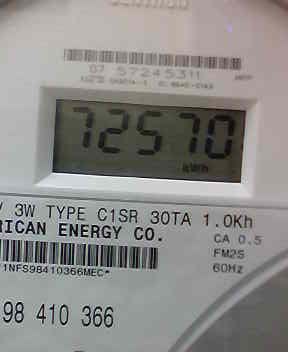 07 57245311
72570
kWh
V 3W TYPE C1SR 30TA 1.0Kh
RICAN ENERGY CO.
CA 0.5
FM2S
60Hz
1NFS98410366MEC*
98 410 366